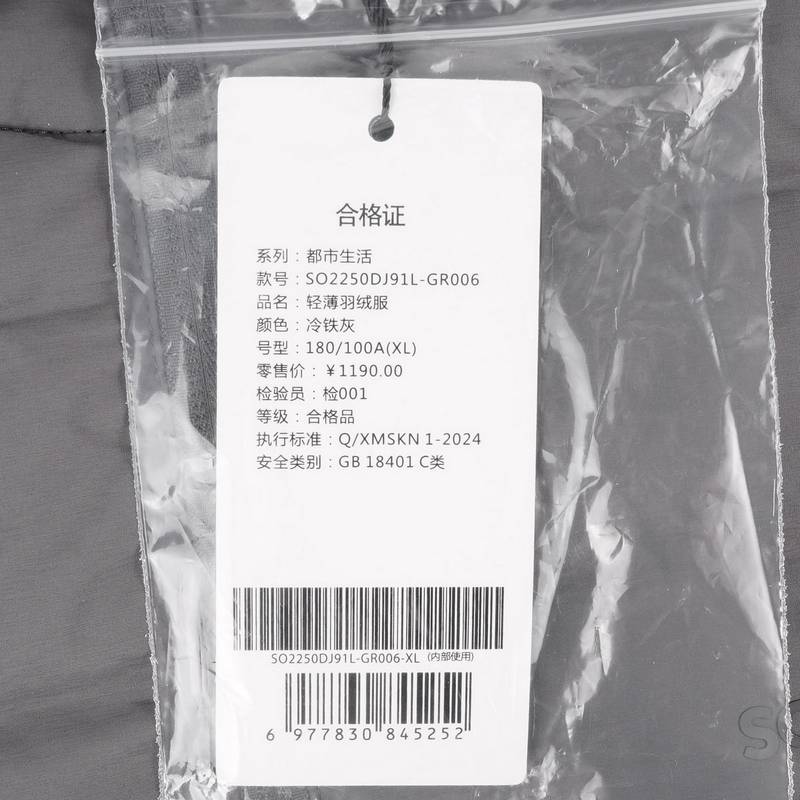 合格证
系列：都市生活
款号：SO2250DJ91L-GR006
品名：轻薄羽绒服
颜色：冷铁灰
号型：180/100A(XL)
零售价：￥1190.00
检验员：检001
等级：合格品
执行标准：Q/XMSKN 1-2024
安全类别：GB 18401 C类
SO2250DJ91L-GR006-XL (内部使用)
6 977830 845252